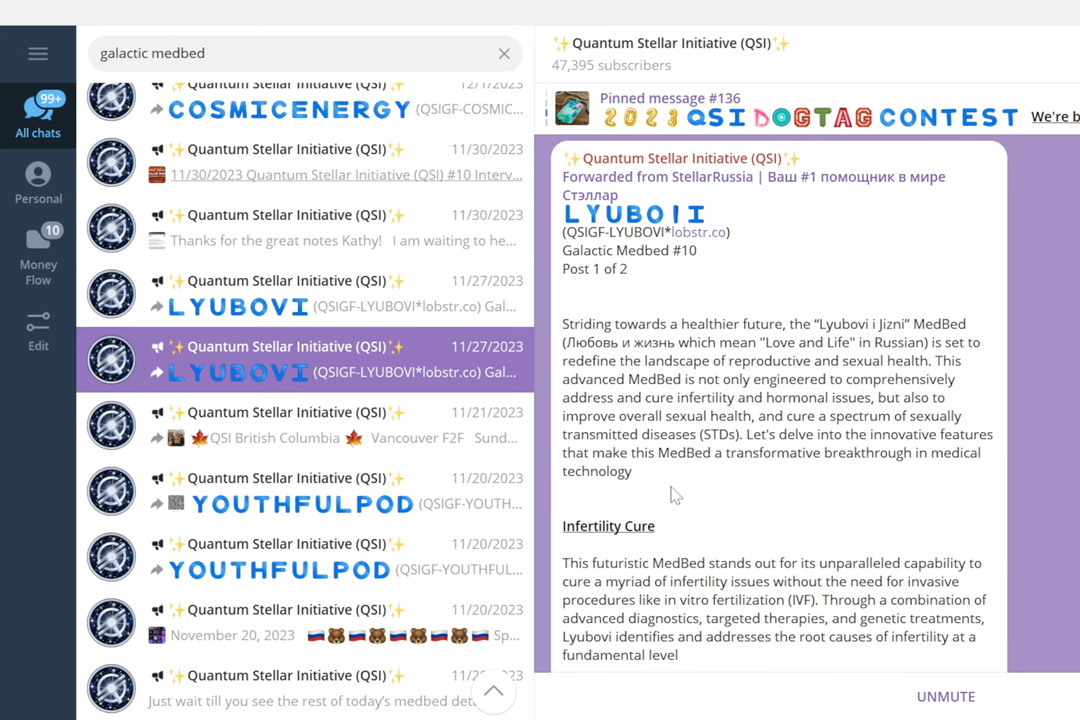 galactic medbed
99+
All chats
Personal
10
Money
Flow
Edit
✨Quantum Stellar Initiative (QSI)✨ 12/1/2023
COSMICENERGY (QSIGF-COSMIC...
✨Quantum Stellar Initiative (QSI)✨ 11/30/2023
11/30/2023 Quantum Stellar Initiative (QSI) #10 Interv...
✨Quantum Stellar Initiative (QSI)✨ 11/30/2023
Thanks for the great notes Kathy! I am waiting to he...
✨Quantum Stellar Initiative (QSI)✨ 11/27/2023
LYUBOVI (QSIGF-LYUBOVI*lobstr.co) Gal...
✨Quantum Stellar Initiative (QSI)✨ 11/27/2023
LYUBOVI (QSIGF-LYUBOVI*lobstr.co) Gal...
✨Quantum Stellar Initiative (QSI)✨ 11/21/2023
🍁QSI British Columbia 🍁 Vancouver F2F Sund...
✨Quantum Stellar Initiative (QSI)✨ 11/20/2023
YOUTHFULPOD (QSIGF-YOUTH...
✨Quantum Stellar Initiative (QSI)✨ 11/20/2023
YOUTHFULPOD (QSIGF-YOUTHFUL...
✨Quantum Stellar Initiative (QSI)✨ 11/20/2023
November 20, 2023 🇷🇺🐻🇷🇺🐻🇷🇺🐻🇷🇺🐻🇷🇺 Sp...
✨Quantum Stellar Initiative (QSI)✨
Just wait till you see the rest of today's medbed
✨Quantum Stellar Initiative (QSI)✨
47,395 subscribers
Pinned message #136
2023 QSI DOGTAG CONTEST We're b
✨Quantum Stellar Initiative (QSI)✨
Forwarded from StellarRussia | Ваш #1 помощник в мире
Стэллар
LYUBOII
(QSIGF-LYUBOVI*lobstr.co)
Galactic Medbed #10
Post 1 of 2
Striding towards a healthier future, the “Lyubovi i Jizni” MedBed
(Любовь и жизнь which mean "Love and Life" in Russian) is set to
redefine the landscape of reproductive and sexual health. This
advanced MedBed is not only engineered to comprehensively
address and cure infertility and hormonal issues, but also to
improve overall sexual health, and cure a spectrum of sexually
transmitted diseases (STDs). Let's delve into the innovative features
that make this MedBed a transformative breakthrough in medical
technology
Infertility Cure
This futuristic MedBed stands out for its unparalleled capability to
cure a myriad of infertility issues without the need for invasive
procedures like in vitro fertilization (IVF). Through a combination of
advanced diagnostics, targeted therapies, and genetic treatments,
Lyubovi identifies and addresses the root causes of infertility at a
fundamental level
UNMUTE